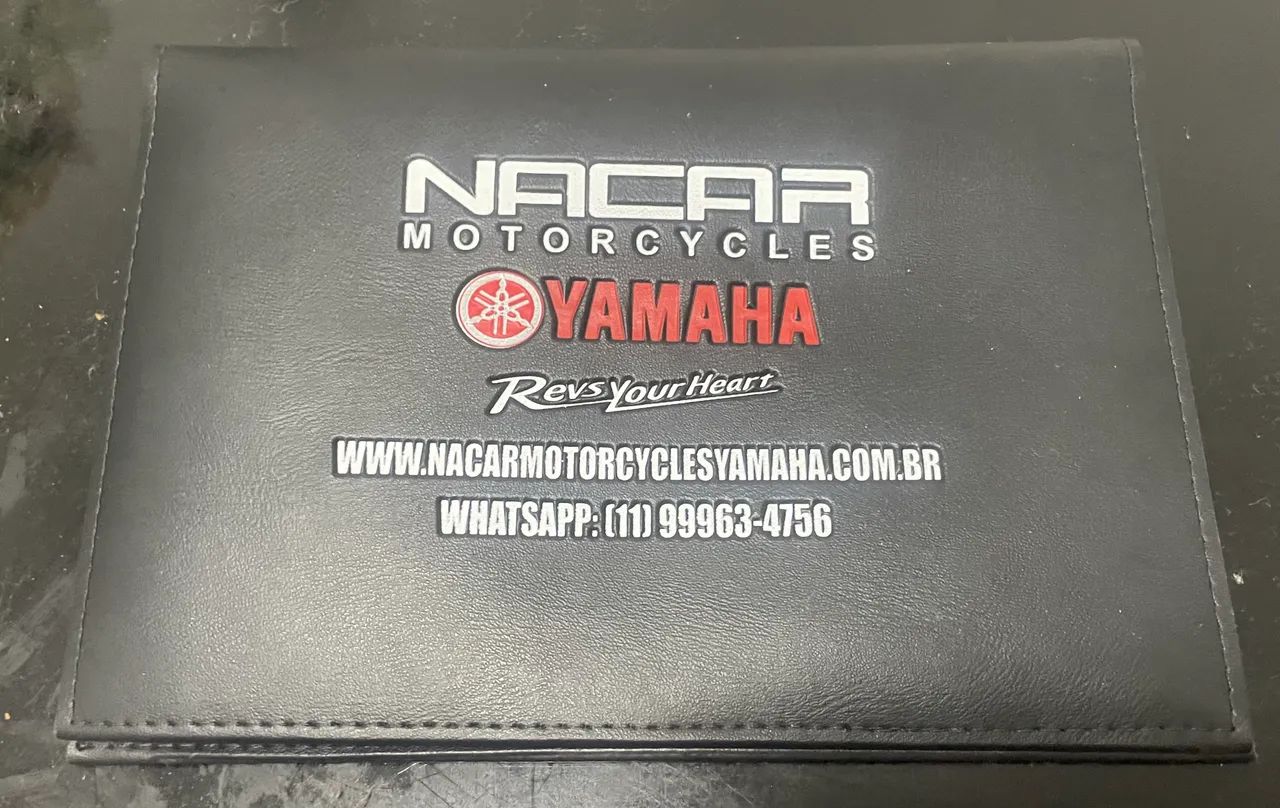 NACAR
MOTORCYCLES
YAMAHA
Revs Your Heart
WWW.NACARMOTORCYCLESYAMAHA.COM.BR
WHATSAPP: (11) 99963-4756